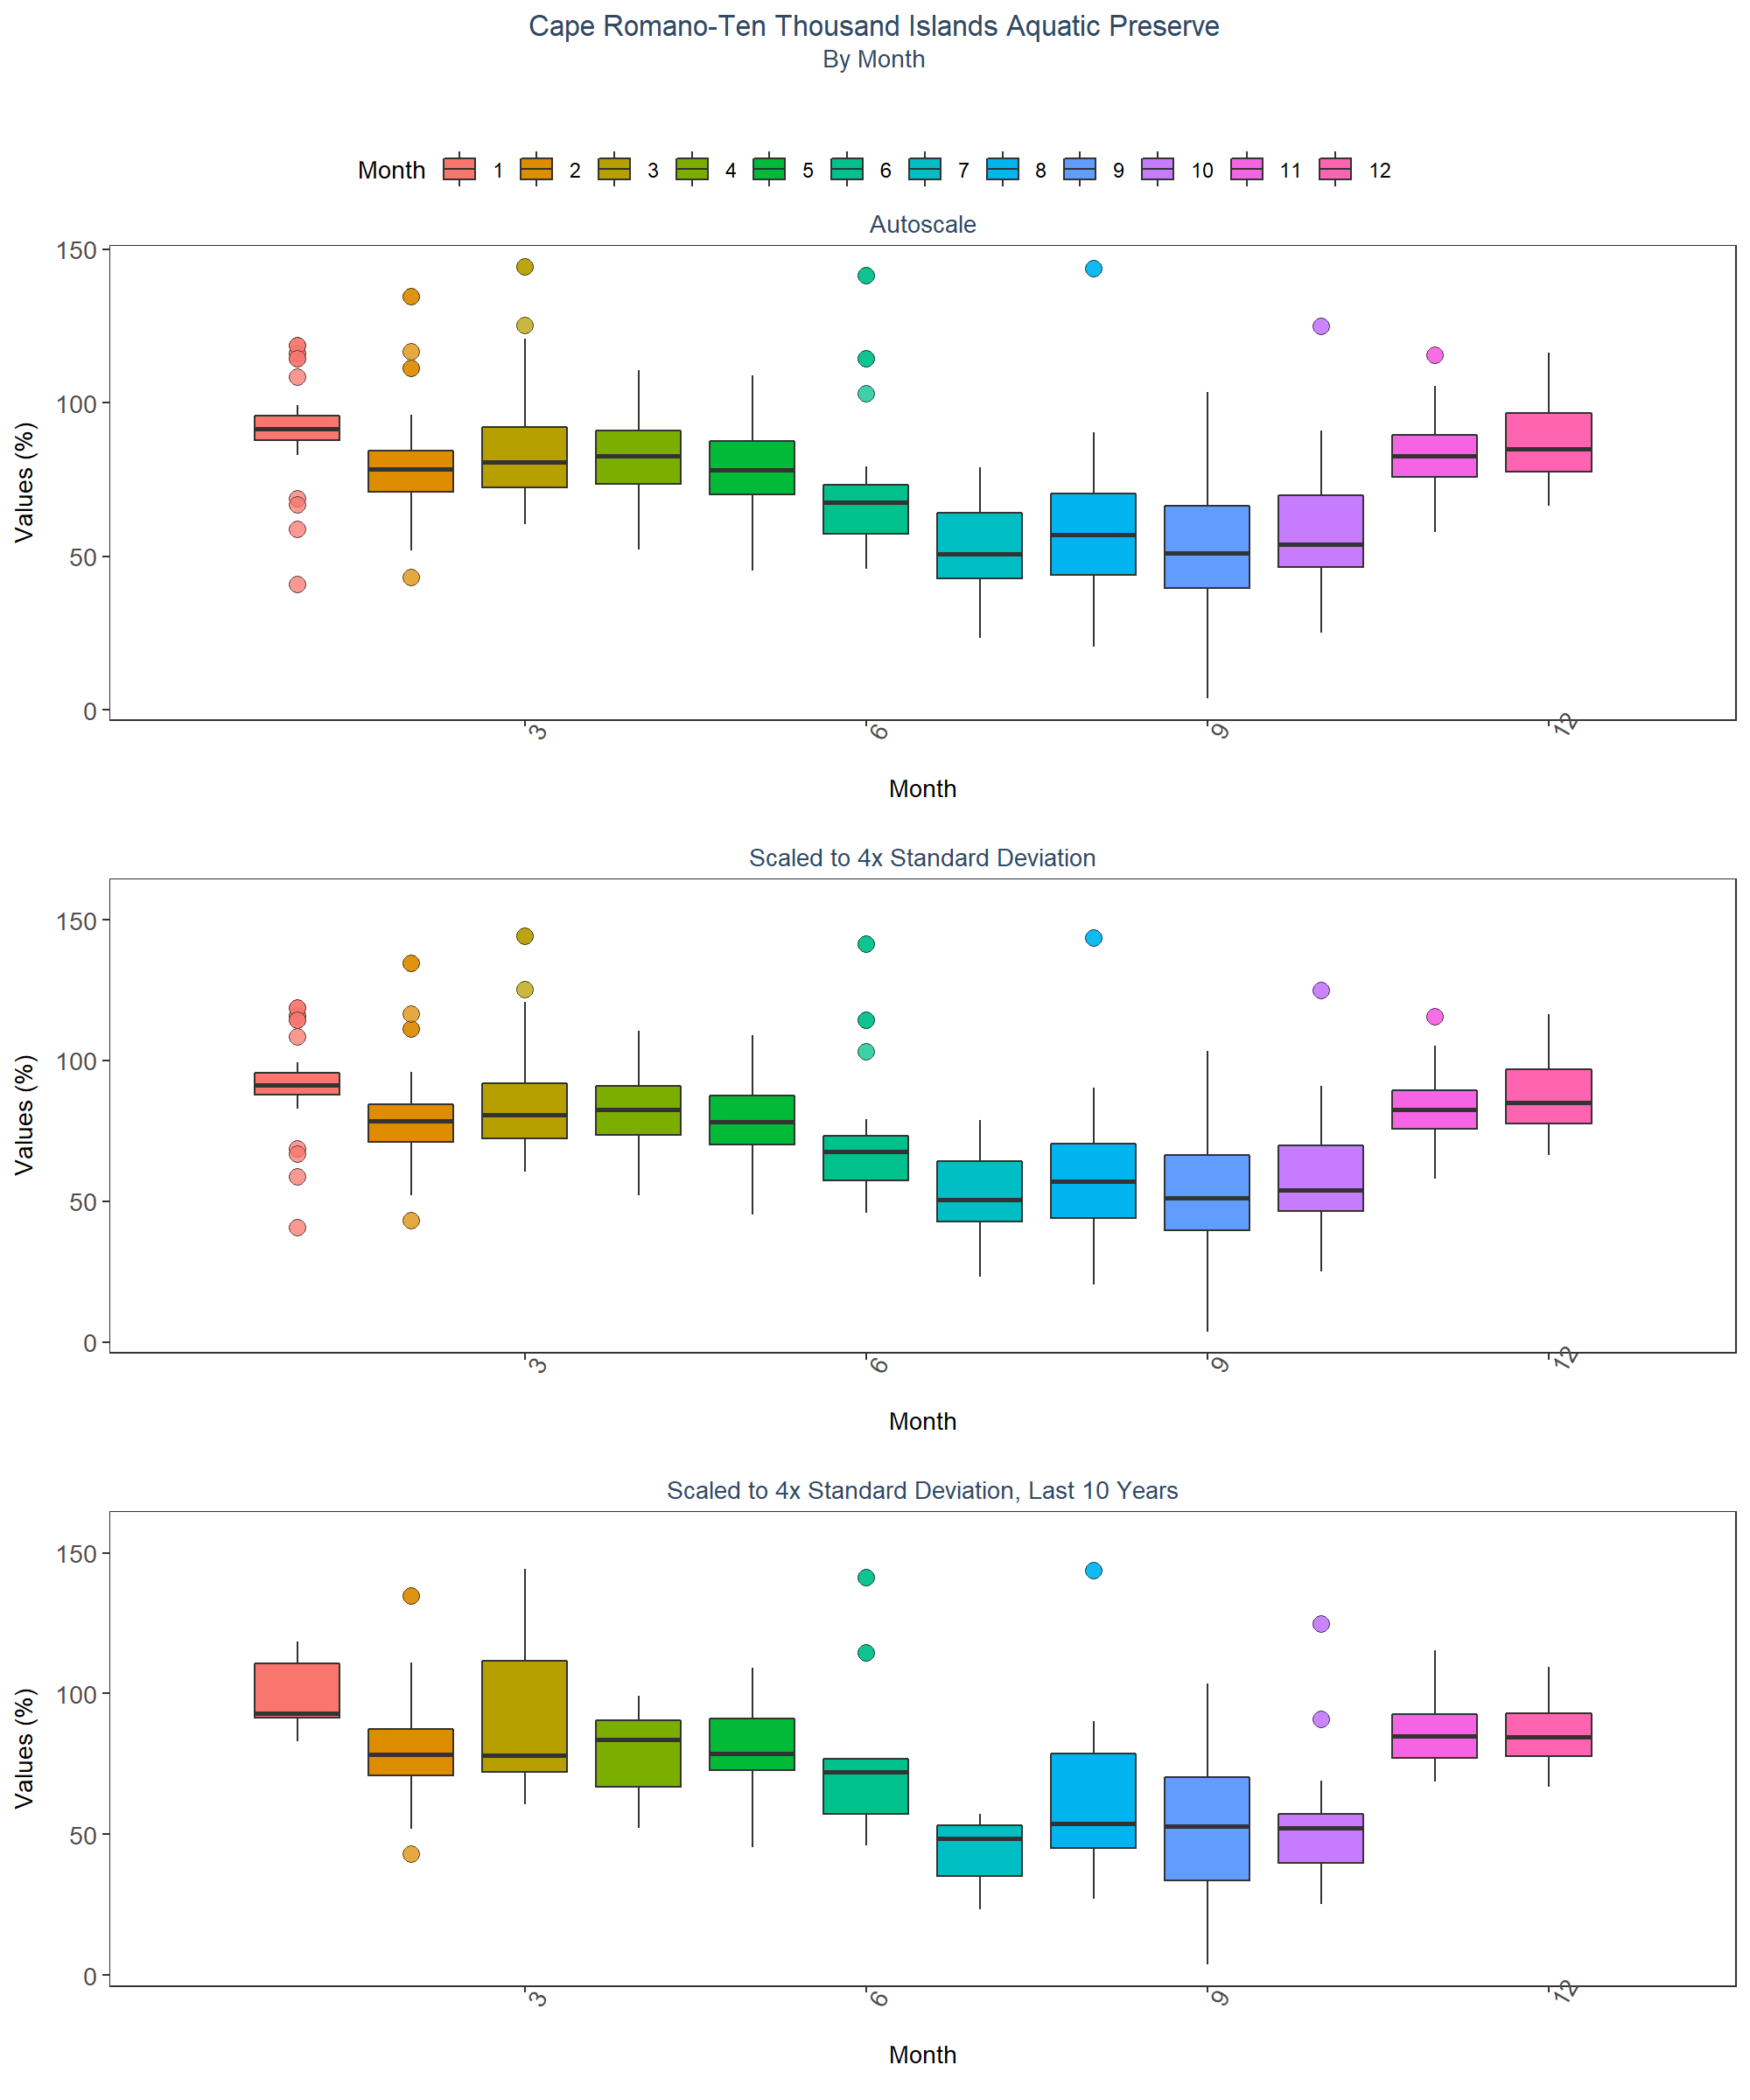 Cape Romano-Ten Thousand Islands Aquatic Preserve
By Month
Month 1 2 3 4 5 6 7 8 9 10 11 12
Autoscale
Values (%)
150
100
50
0
3 6 9 12
Month
Scaled to 4x Standard Deviation
Values (%)
150
100
50
0
3 6 9 12
Month
Scaled to 4x Standard Deviation, Last 10 Years
Values (%)
150
100
50
0
3 6 9 12
Month